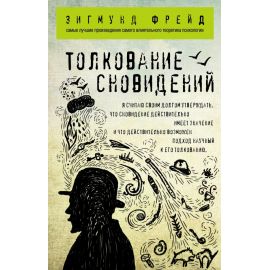 ЗИГМУНД ФРЕЙД
самые лучшие произведения самого влиятельного теоретика психологии
ТОЛКОВАНИЕ
СНОВИДЕНИЙ
Я СЧИТАЮ СВОИМ ДОЛГОМ УТВЕРЖДАТЬ,
ЧТО СНОВИДЕНИЕ ДЕЙСТВИТЕЛЬНО
ИМЕЕТ ЗНАЧЕНИЕ
И ЧТО ДЕЙСТВИТЕЛЬНО ВОЗМОЖЕН
ПОДХОД НАУЧНЫЙ
К ЕГО ТОЛКОВАНИЮ.